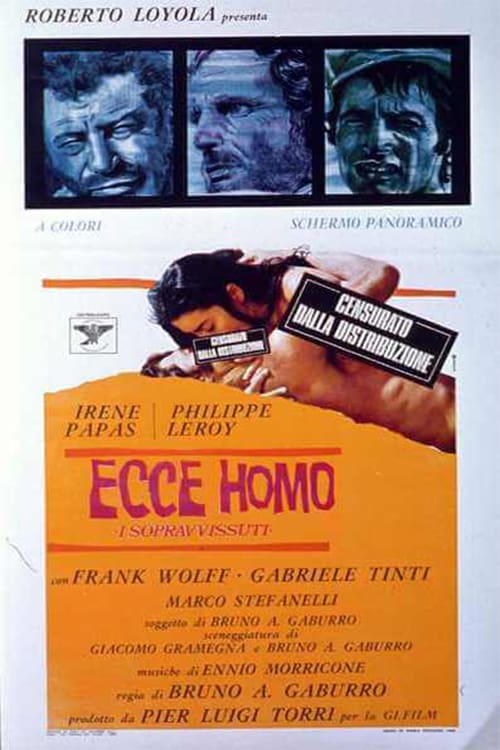 ROBERTO LOYOLA presenta
A COLORI
SCHERMO PANORAMICO
CENSURATO
DALLA DISTRIBUZIONE
CENSURATO
DALLA DISTRIBUZIONE
IRENE PAPAS
PHILIPPE LEROY
ECCE HOMO
· I SOPRAVVISSUTI ·
con FRANK WOLFF · GABRIELE TINTI
MARCO STEFANELLI
soggetto di BRUNO A. GABURRO
sceneggiatura di
GIACOMO GRAMEGNA e BRUNO A. GABURRO
musiche di ENNIO MORRICONE
regia di BRUNO A. GABURRO
prodotto da PIER LUIGI TORRI per la GI.FILM